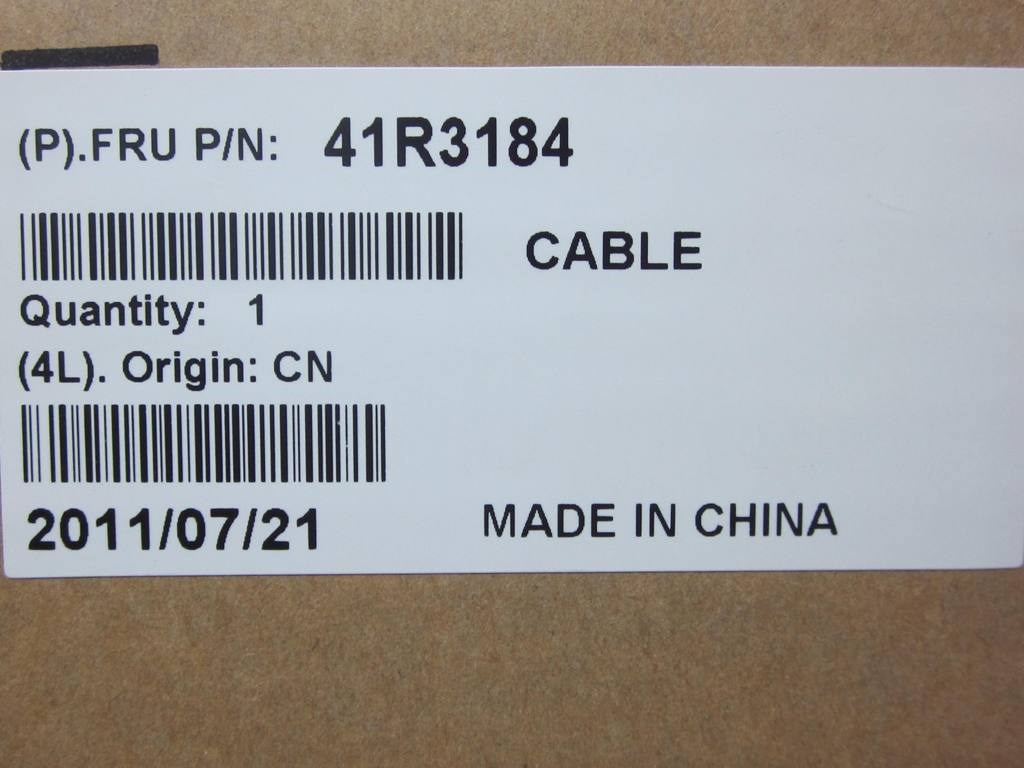 (P).FRU P/N: 41R3184
CABLE
Quantity: 1
(4L). Origin: CN
2011/07/21 MADE IN CHINA